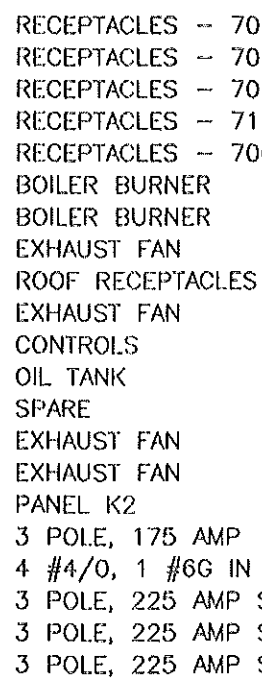 RECEPTACLES – 70
RECEPTACLES – 70
RECEPTACLES – 70
RECEPTACLES – 71
RECEPTACLES – 70
BOILER BURNER
BOILER BURNER
EXHAUST FAN
ROOF RECEPTACLES
EXHAUST FAN
CONTROLS
OIL TANK
SPARE
EXHAUST FAN
EXHAUST FAN
PANEL K2
3 POLE, 175 AMP
4 #4/0, 1 #6G IN
3 POLE, 225 AMP S
3 POLE, 225 AMP S
3 POLE, 225 AMP S